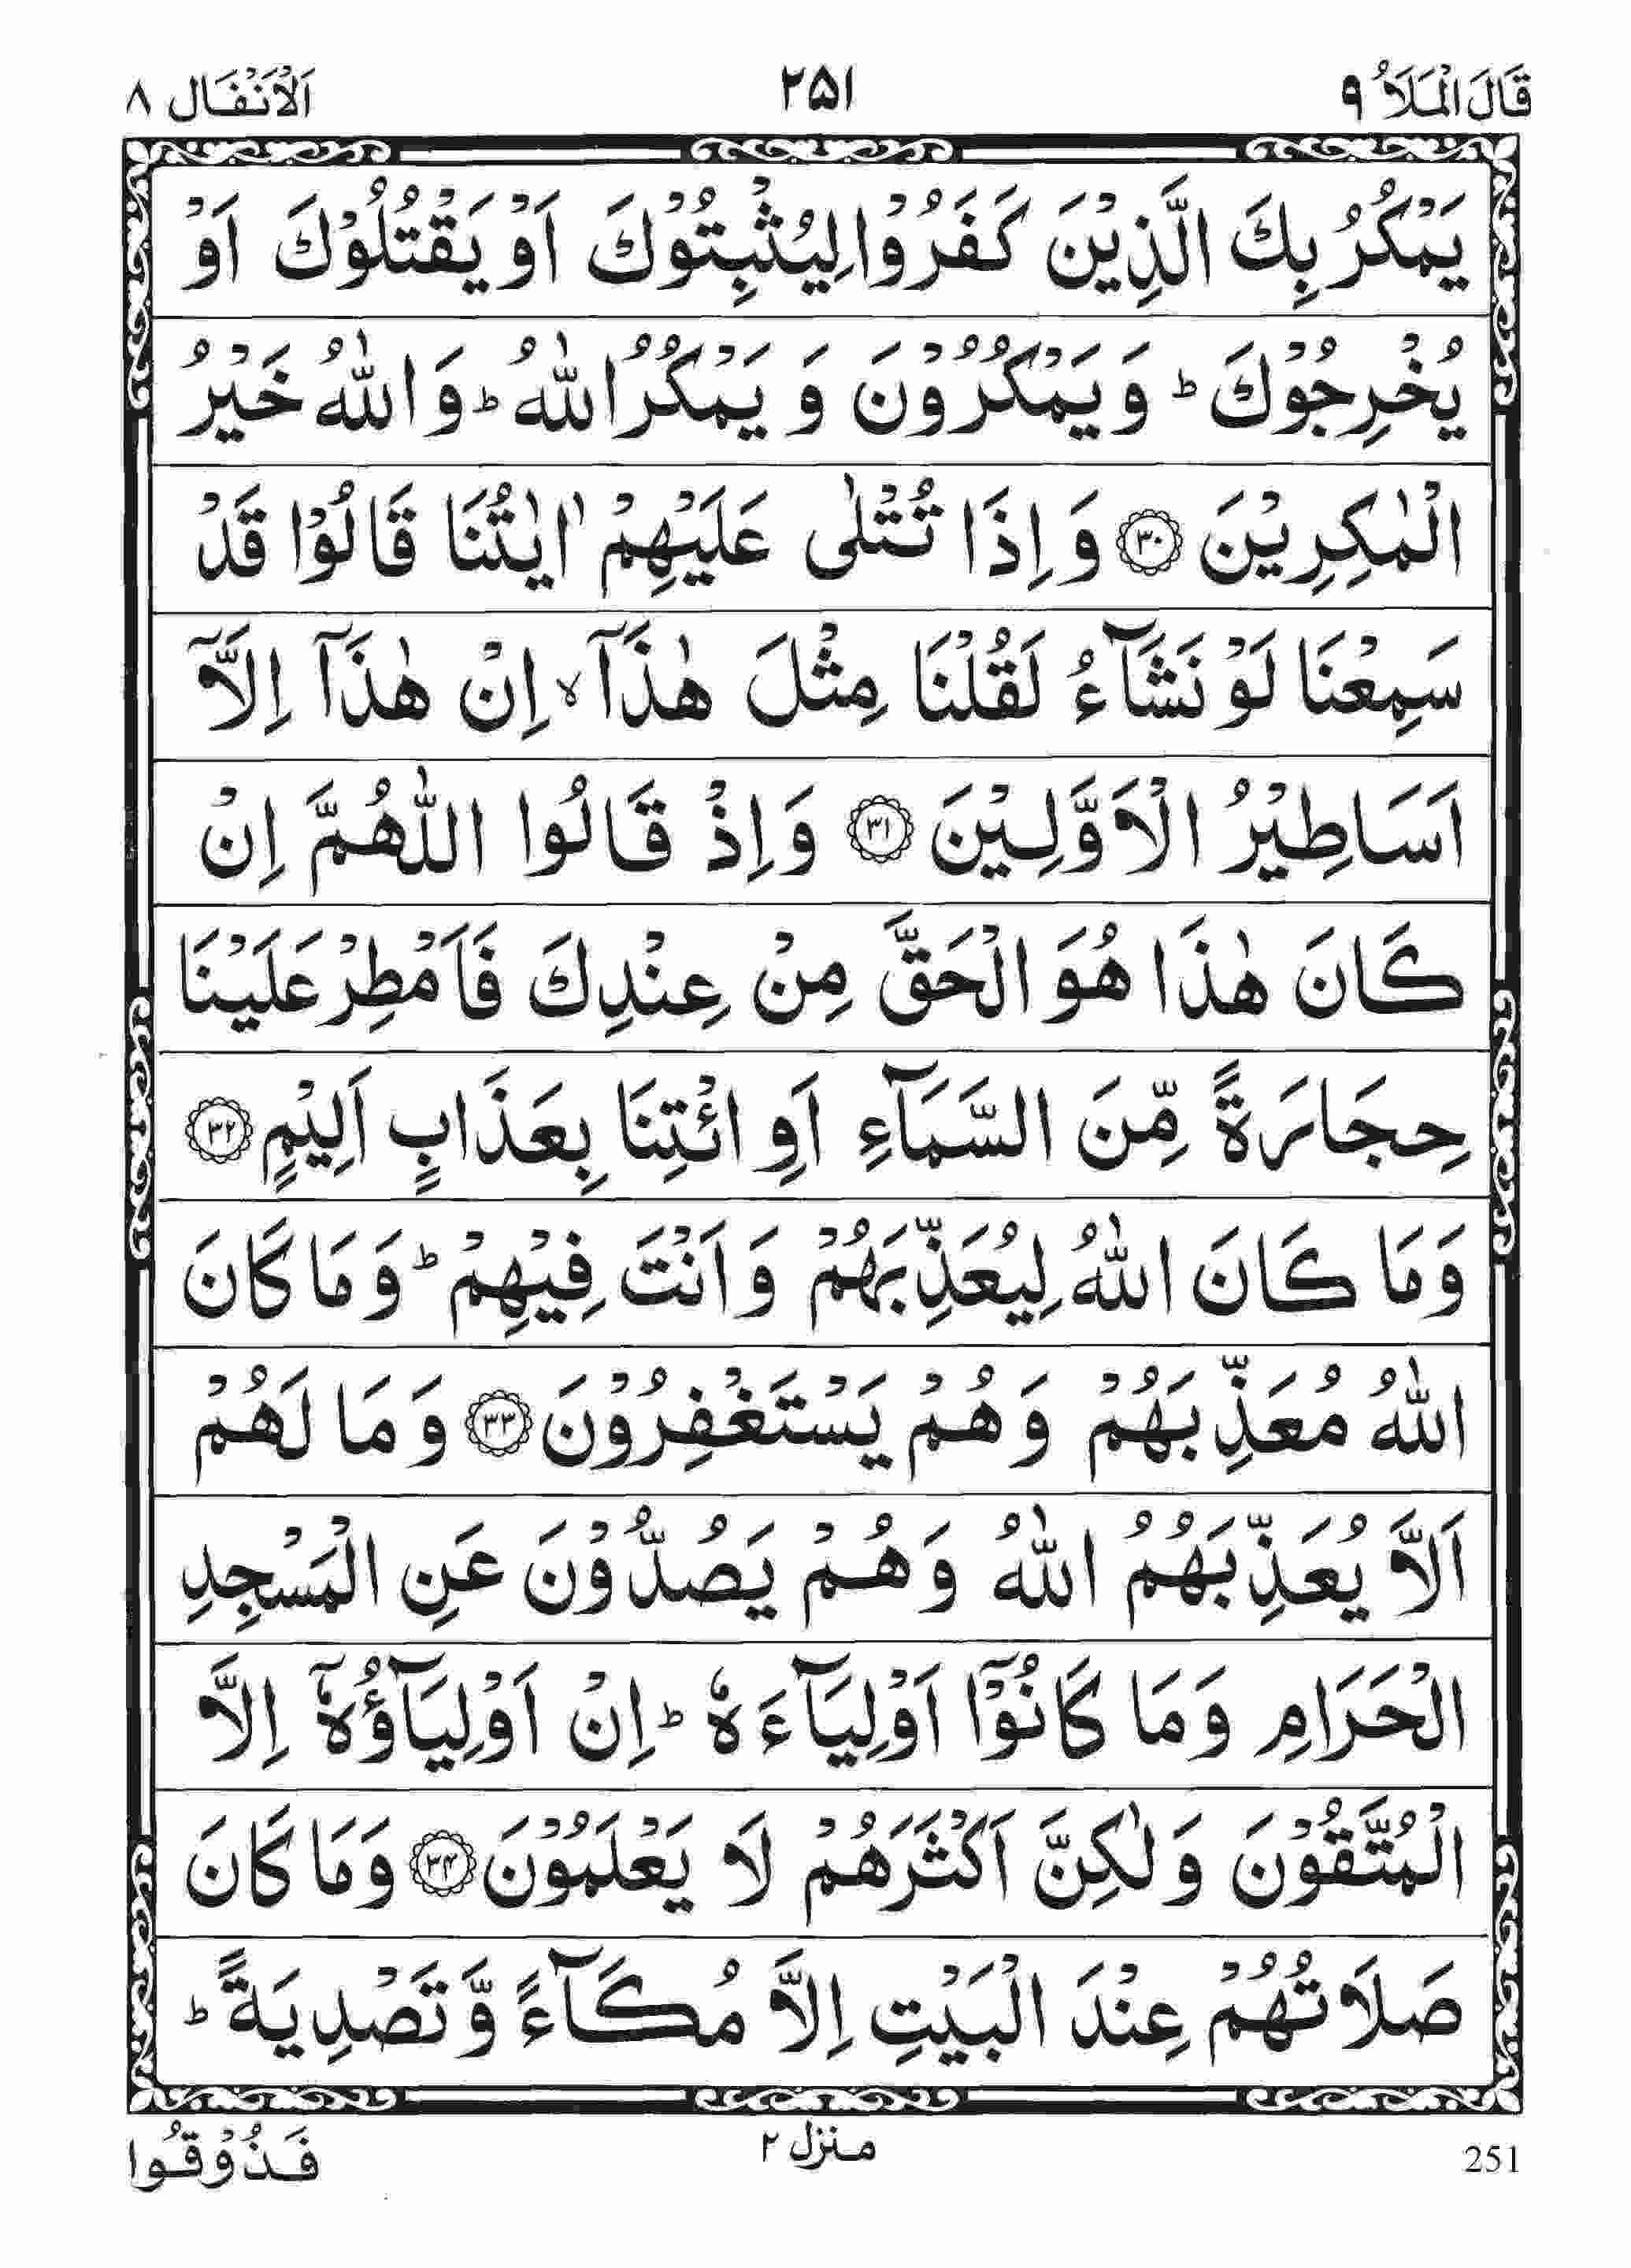 قَالَ الْمَلَاُ ٩
٢٥١
اَلْاَنْفَال ٨
يَمْكُرُ بِكَ الَّذِيْنَ كَفَرُوْا لِيُثْبِتُوْكَ اَوْ يَقْتُلُوْكَ اَوْ
يُخْرِجُوْكَ ؕ وَ يَمْكُرُوْنَ وَ يَمْكُرُ اللّٰهُ ؕ وَ اللّٰهُ خَيْرُ
الْمٰكِرِيْنَ ﴿٣٠﴾ وَ اِذَا تُتْلٰى عَلَيْهِمْ اٰيٰتُنَا قَالُوْا قَدْ
سَمِعْنَا لَوْ نَشَآءُ لَقُلْنَا مِثْلَ هٰذَآ ۙ اِنْ هٰذَآ اِلَّآ
اَسَاطِيْرُ الْاَوَّلِيْنَ ﴿٣١﴾ وَ اِذْ قَالُوا اللّٰهُمَّ اِنْ
كَانَ هٰذَا هُوَ الْحَقَّ مِنْ عِنْدِكَ فَاَمْطِرْ عَلَيْنَا
حِجَارَةً مِّنَ السَّمَآءِ اَوِ ائْتِنَا بِعَذَابٍ اَلِيْمٍ ﴿٣٢﴾
وَمَا كَانَ اللّٰهُ لِيُعَذِّبَهُمْ وَ اَنْتَ فِيْهِمْ ؕ وَ مَا كَانَ
اللّٰهُ مُعَذِّبَهُمْ وَ هُمْ يَسْتَغْفِرُوْنَ ﴿٣٣﴾ وَ مَا لَهُمْ
اَلَّا يُعَذِّبَهُمُ اللّٰهُ وَ هُمْ يَصُدُّوْنَ عَنِ الْمَسْجِدِ
الْحَرَامِ وَ مَا كَانُوْٓا اَوْلِيَآءَهٗ ؕ اِنْ اَوْلِيَآؤُهٗٓ اِلَّا
الْمُتَّقُوْنَ وَلٰكِنَّ اَكْثَرَهُمْ لَا يَعْلَمُوْنَ ﴿٣٤﴾ وَمَا كَانَ
صَلَاتُهُمْ عِنْدَ الْبَيْتِ اِلَّا مُكَآءً وَّ تَصْدِيَةً ؕ
فَذُوْقُوا
منزل ٢
251